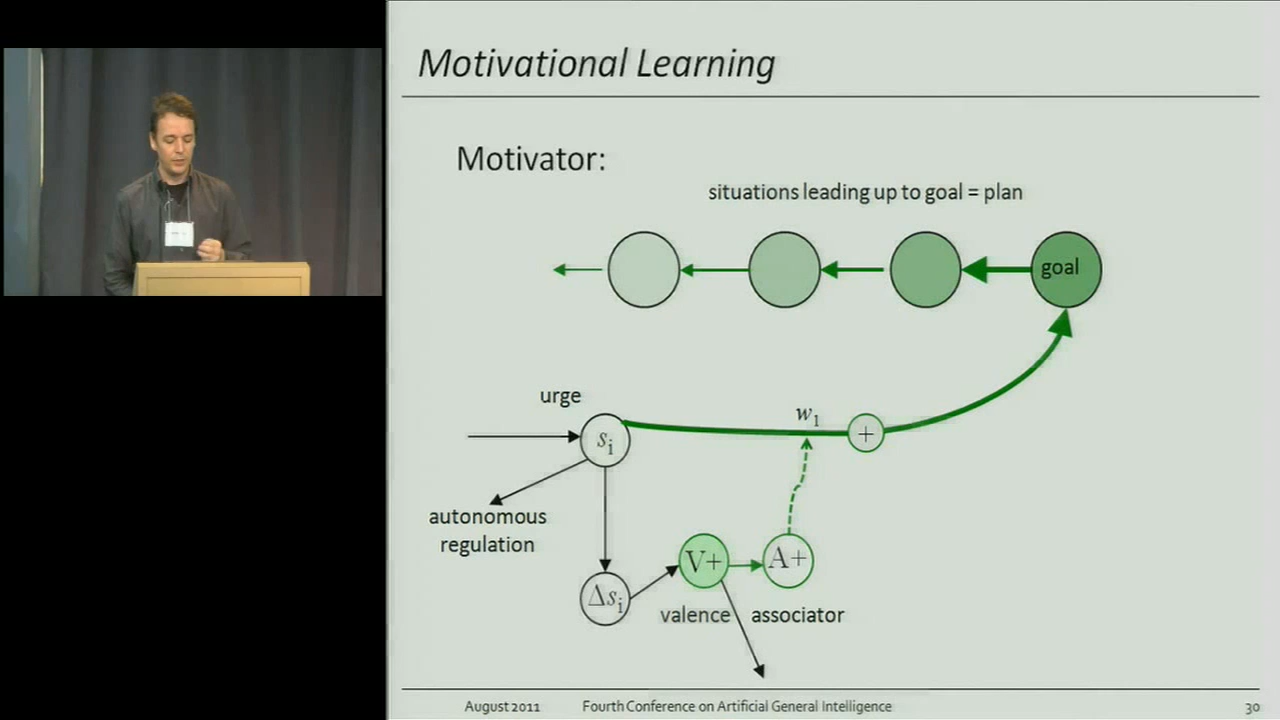 Motivational Learning
Motivator:
situations leading up to goal = plan
goal
urge
w1
+
si
autonomous
regulation
V+
A+
Δsi
valence
associator
August 2011
Fourth Conference on Artificial General Intelligence
30